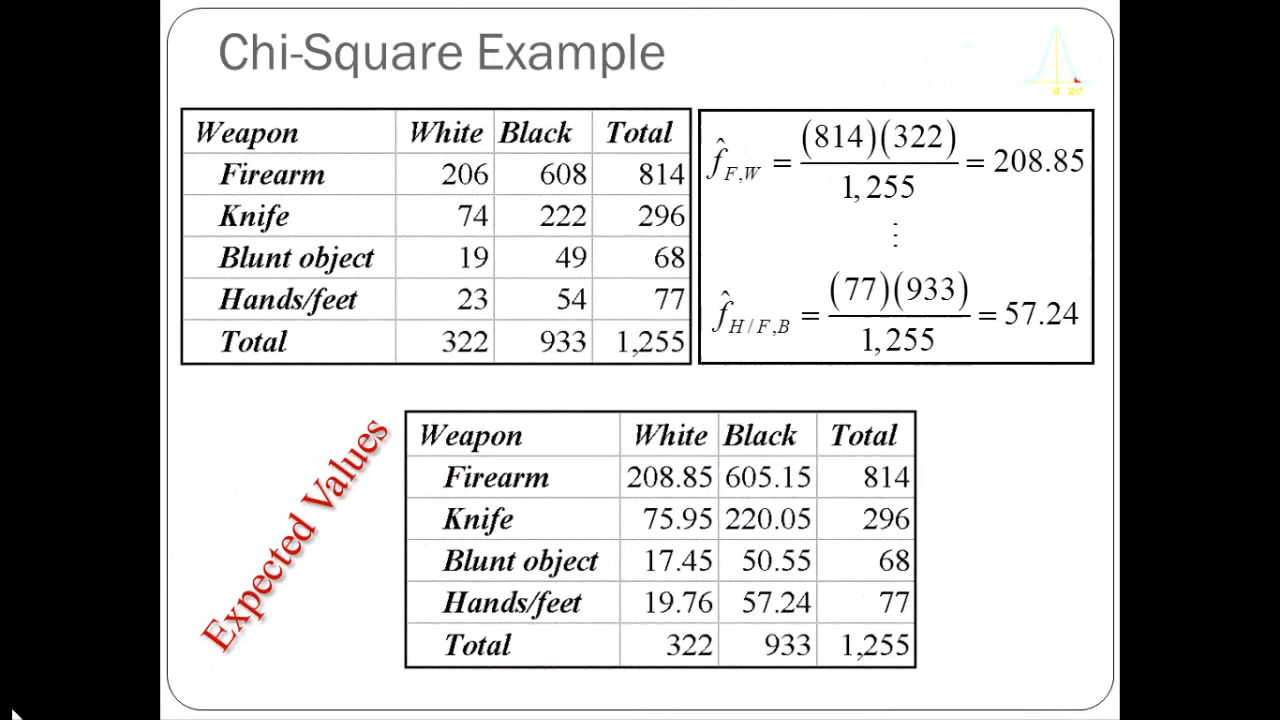 Chi-Square Example
Weapon White Black Total
Firearm 206 608 814
Knife 74 222 296
Blunt object 19 49 68
Hands/feet 23 54 77
Total 322 933 1,255
f̂F,W = (814)(322) / 1,255 = 208.85
⋮
f̂H/F,B = (77)(933) / 1,255 = 57.24
Expected Values
Weapon White Black Total
Firearm 208.85 605.15 814
Knife 75.95 220.05 296
Blunt object 17.45 50.55 68
Hands/feet 19.76 57.24 77
Total 322 933 1,255